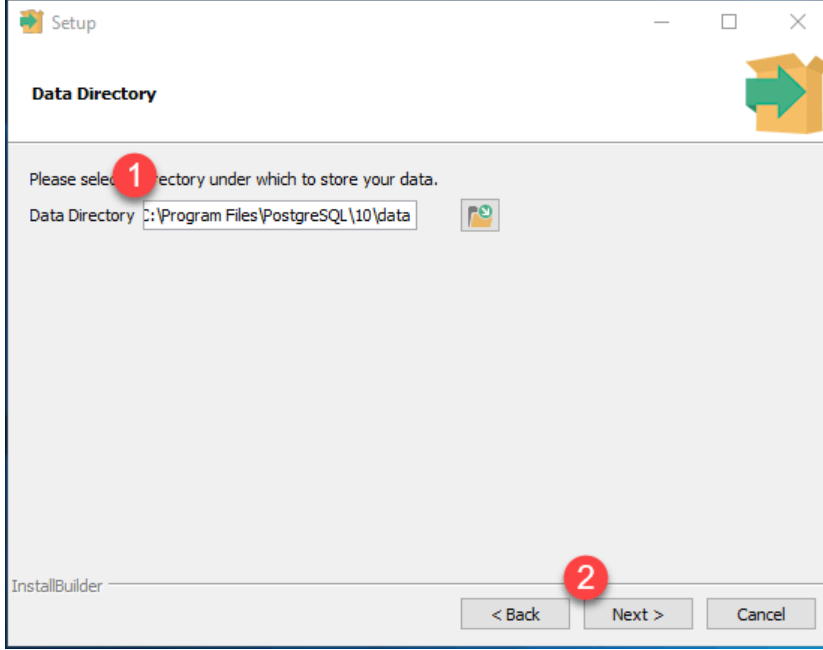 Setup
Data Directory
1
Please selec ectory under which to store your data.
Data Directory :\Program Files\PostgreSQL\10\data
InstallBuilder
2
< Back Next > Cancel